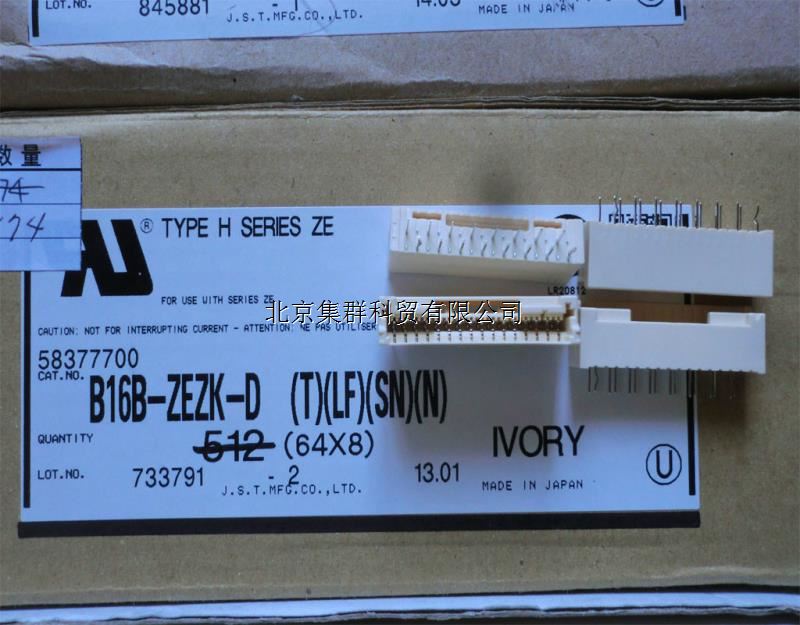 LOT.NO. 845881 - 1
J.S.T.MFG.CO.,LTD.
MADE IN JAPAN
数量
74
74
® TYPE H SERIES ZE
LR20812
FOR USE WITH SERIES ZE
北京集群科贸有限公司
CAUTION: NOT FOR INTERRUPTING CURRENT - ATTENTION: NE PAS UTILISER
58377700
CAT.NO. B16B-ZEZK-D (T)(LF)(SN)(N)
QUANTITY 512 (64X8) IVORY
LOT.NO. 733791 - 2 13.01
J.S.T.MFG.CO.,LTD. MADE IN JAPAN
U